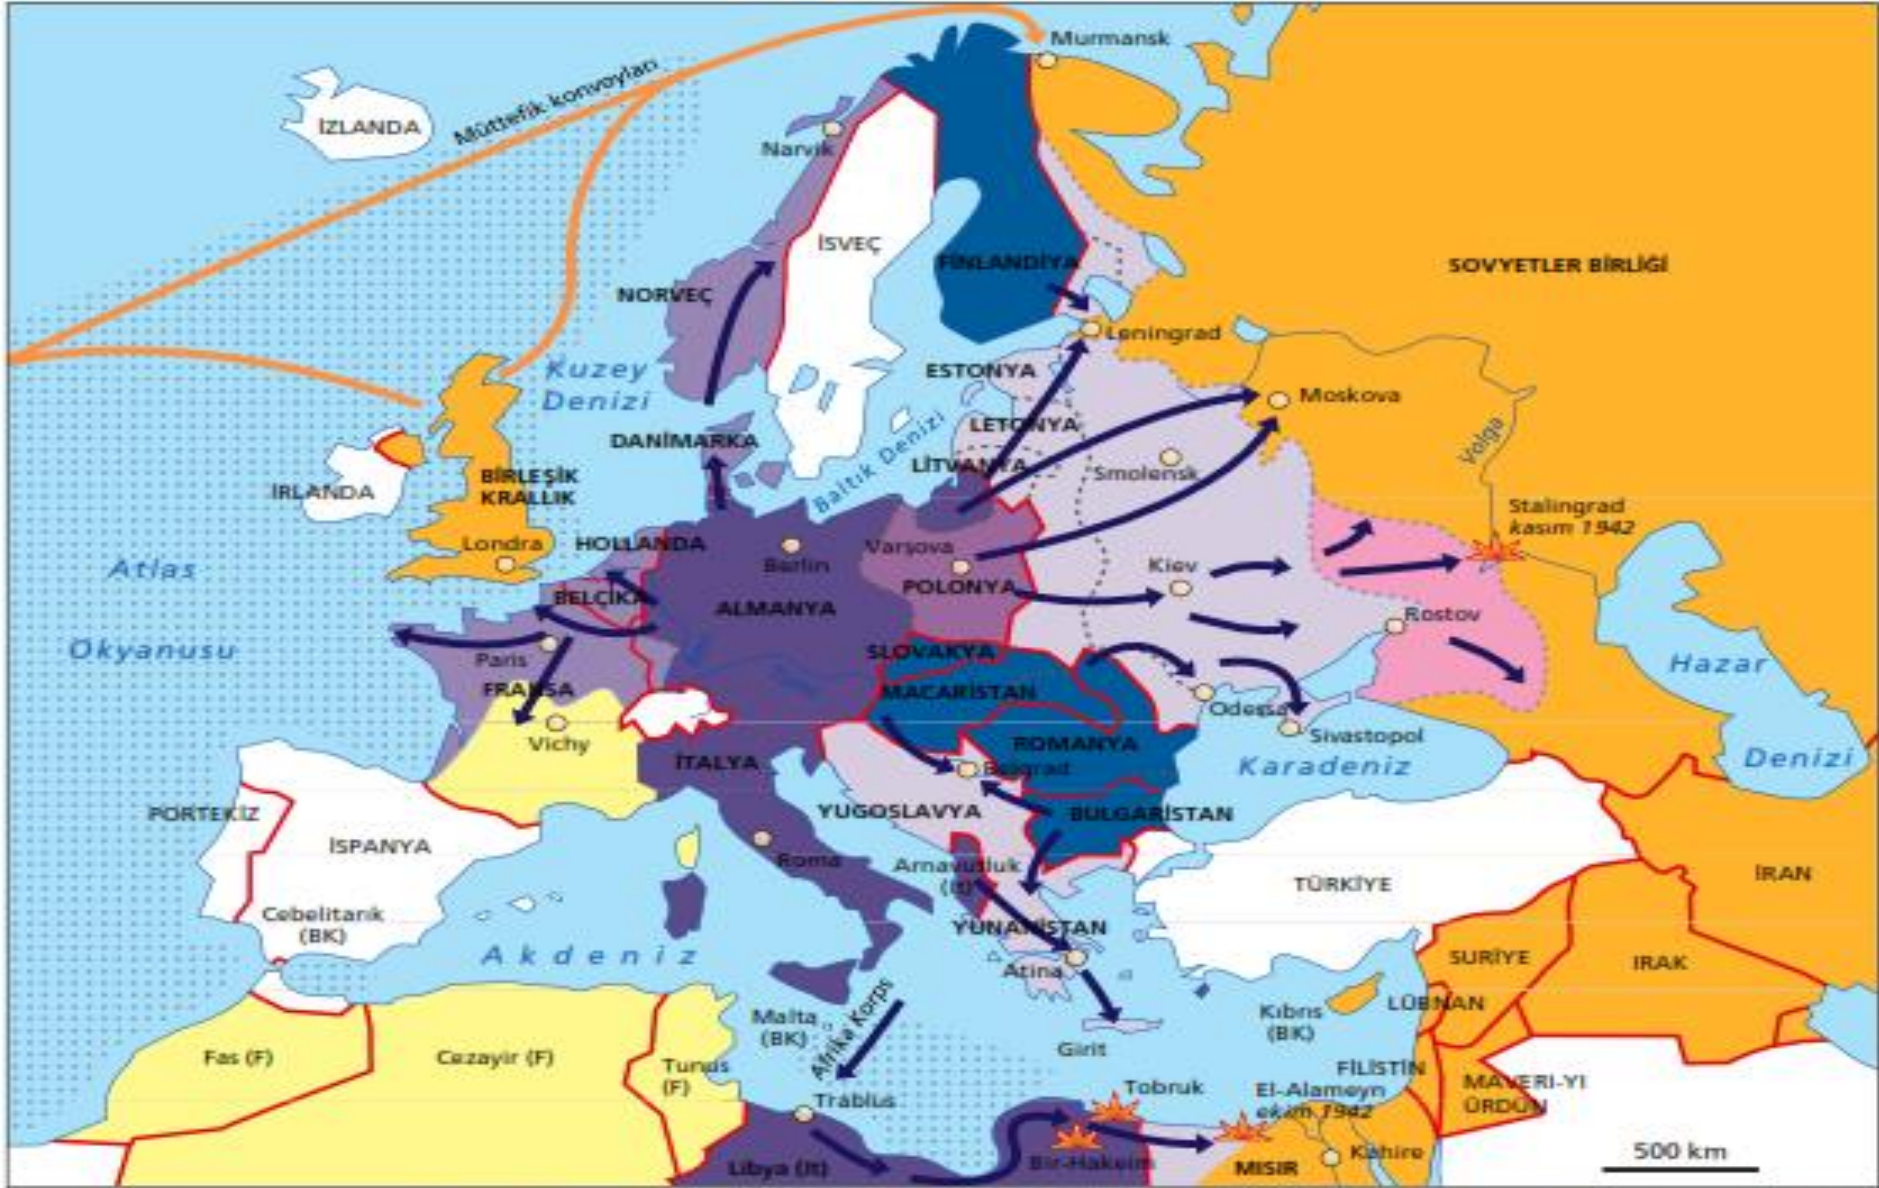 Murmansk
Müttefik konvoyları
İZLANDA
Narvik
İSVEÇ
FİNLANDİYA
SOVYETLER BİRLİĞİ
NORVEÇ
Leningrad
Kuzey
Denizi
ESTONYA
Moskova
DANİMARKA
LETONYA
Baltık Denizi
Volga
LİTVANYA
Smolensk
BİRLEŞİK
KRALLIK
İRLANDA
Stalingrad
kasım 1942
Londra
HOLLANDA
Berlin
Varşova
Atlas
Okyanusu
Kiev
BELÇİKA
ALMANYA
POLONYA
Rostov
Paris
SLOVAKYA
Hazar
Denizi
FRANSA
MACARİSTAN
Odessa
Vichy
Sivastopol
ROMANYA
İTALYA
Belgrad
Karadeniz
PORTEKİZ
YUGOSLAVYA
BULGARİSTAN
İSPANYA
Roma
Arnavutluk
(İt)
TÜRKİYE
İRAN
Cebelitarık
(BK)
YUNANİSTAN
Akdeniz
Atina
SURİYE
IRAK
LÜBNAN
Malta
(BK)
Afrika Korps
Kıbrıs
(BK)
Girit
Fas (F)
Cezayir (F)
Tunus
(F)
FİLİSTİN
Tobruk
El-Alameyn
ekim 1942
MAVERI-YI
ÜRDÜN
Trablus
Libya (İt)
Bir-Hakeim
MISIR
Kahire
500 km